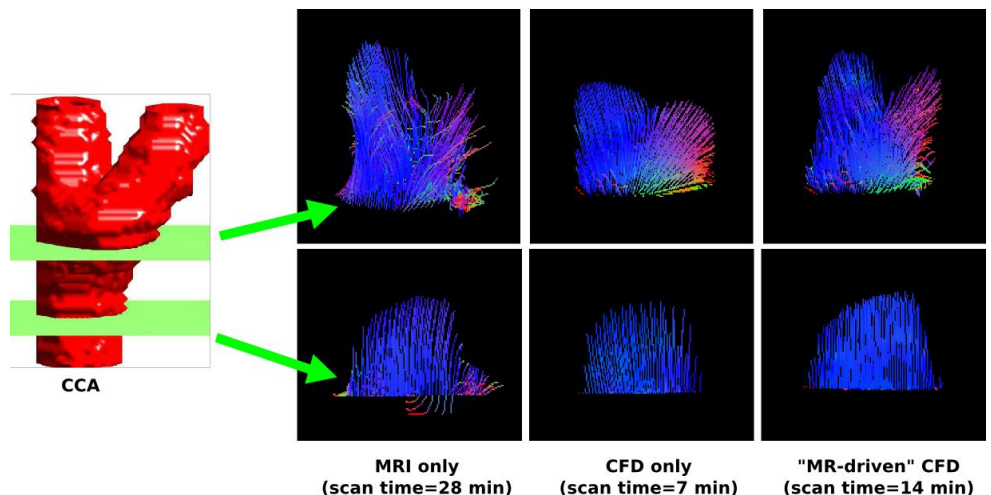 CCA
MRI only
(scan time=28 min)
CFD only
(scan time=7 min)
"MR-driven" CFD
(scan time=14 min)